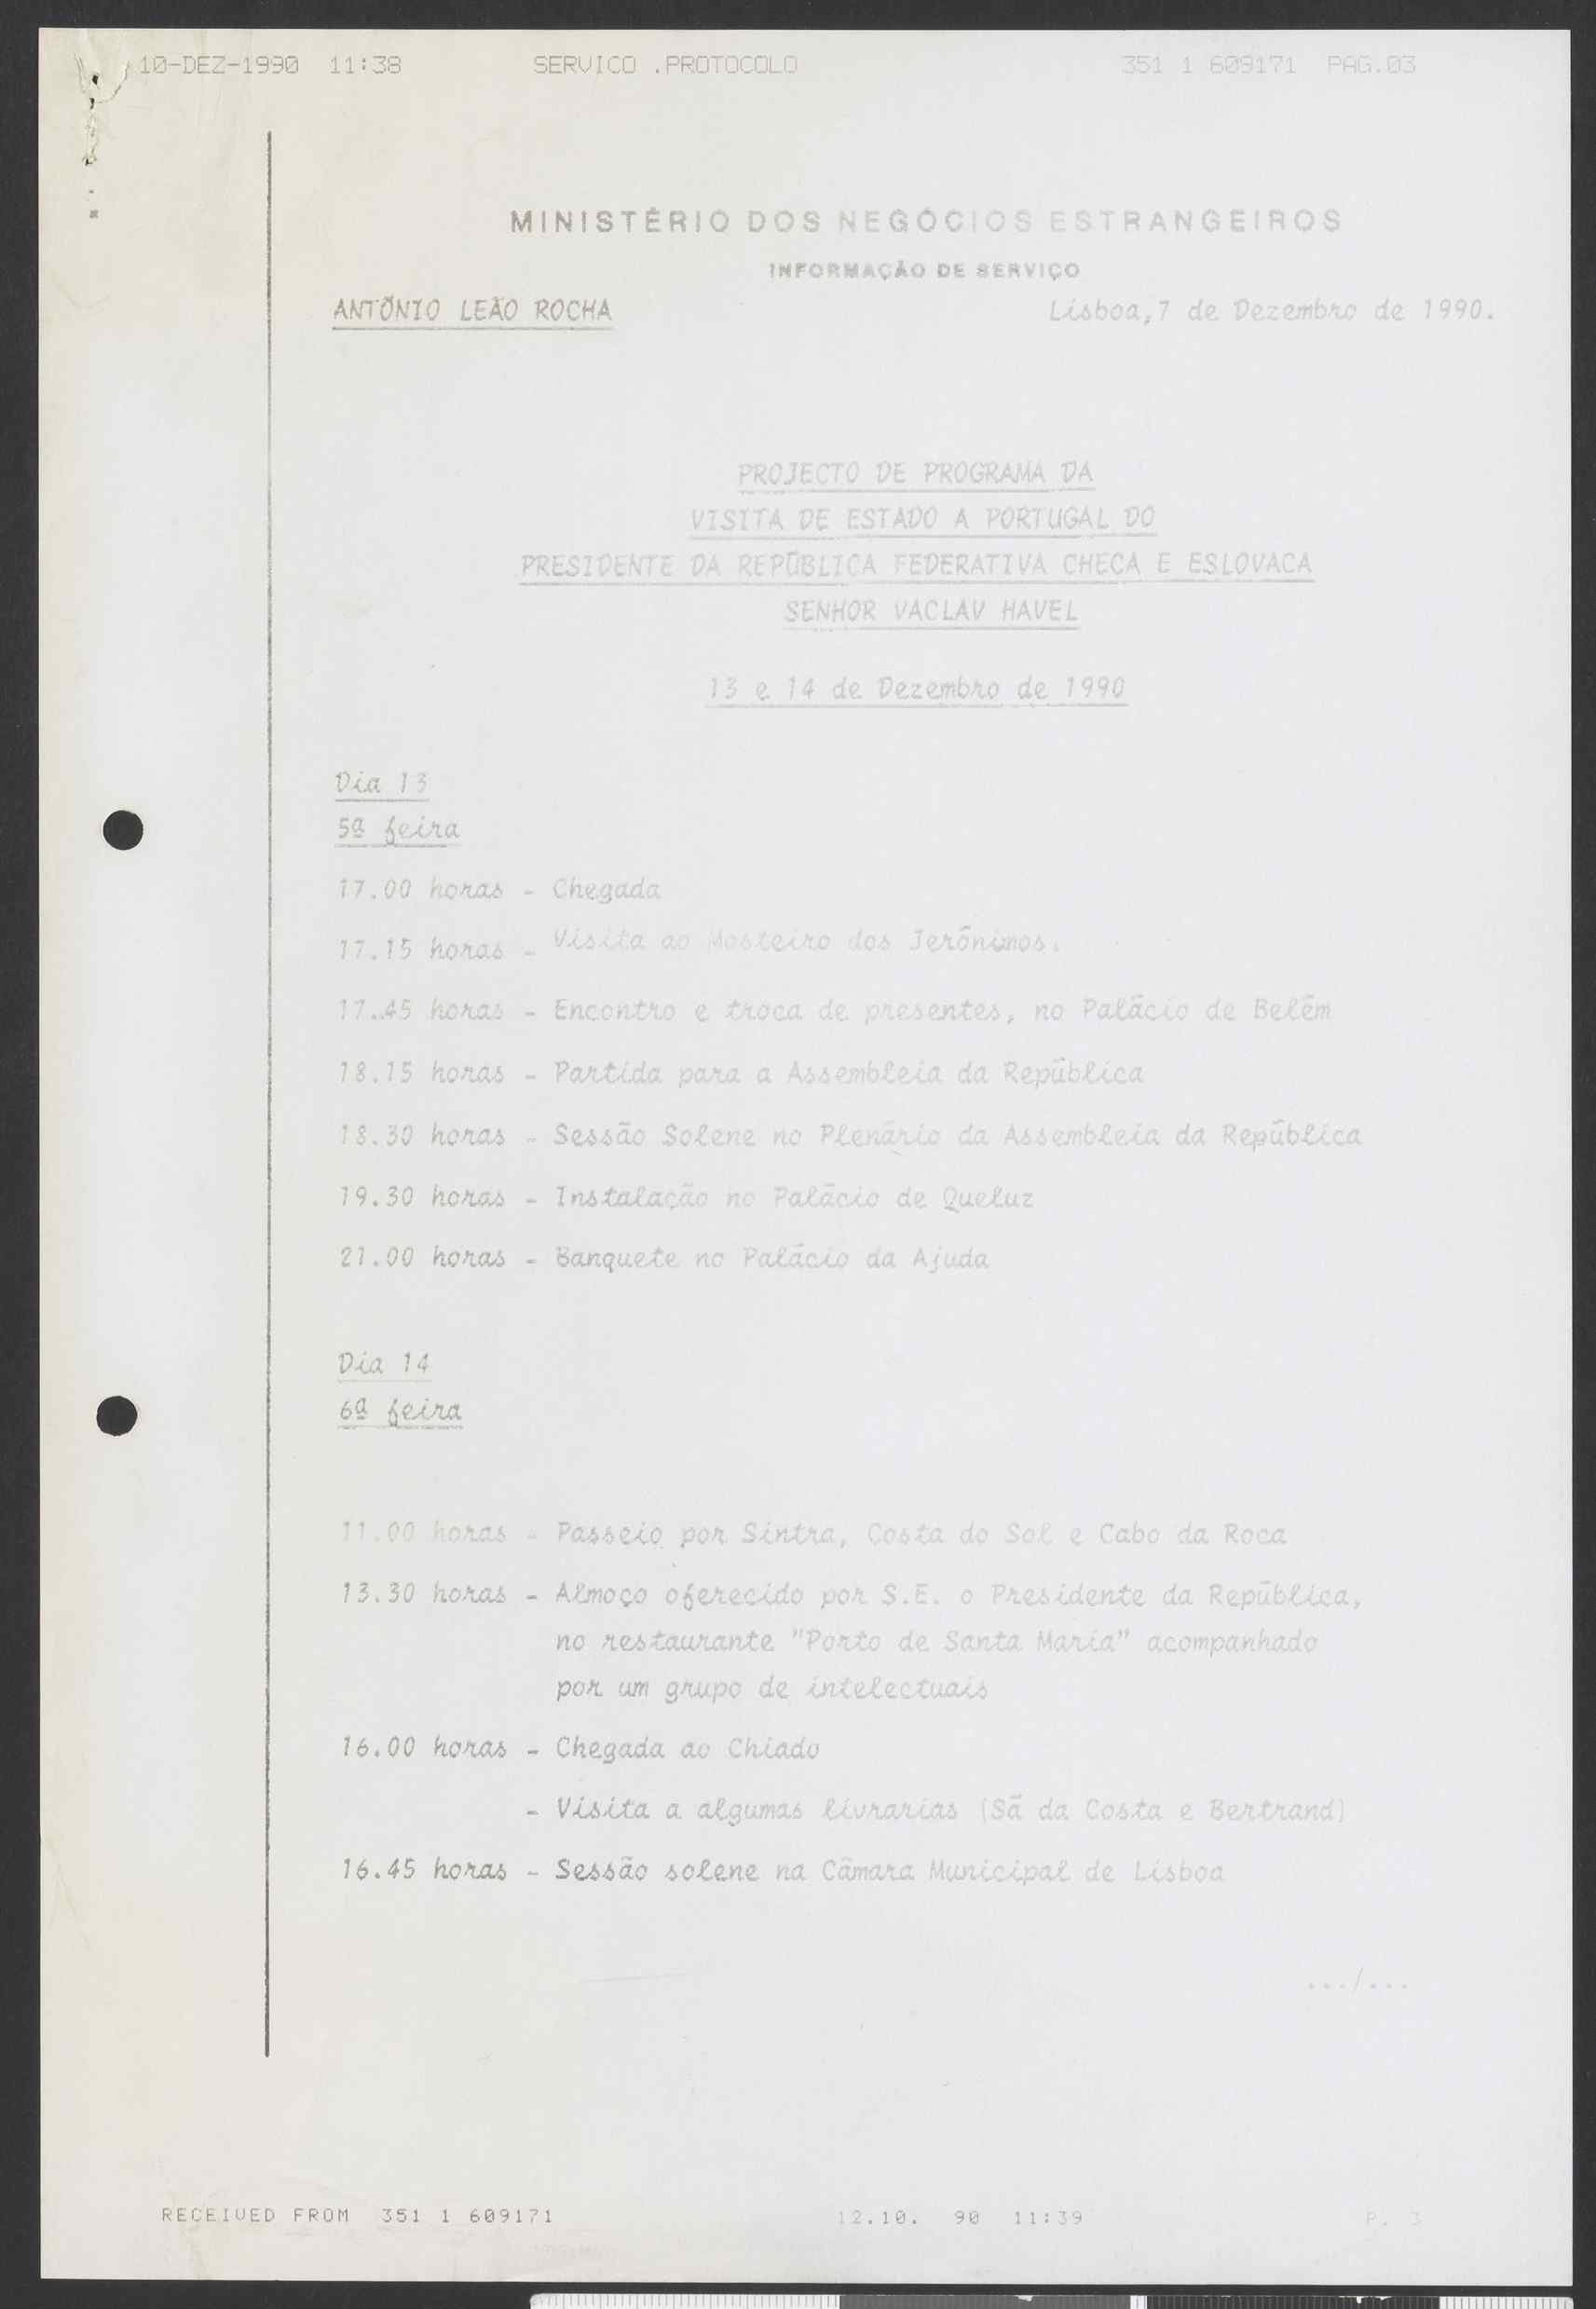 10-DEZ-1990 11:38 SERVICO .PROTOCOLO 351 1 609171 PAG.03
MINISTÉRIO DOS NEGÓCIOS ESTRANGEIROS
INFORMAÇÃO DE SERVIÇO
ANTÓNIO LEÃO ROCHA Lisboa,7 de Dezembro de 1990.
PROJECTO DE PROGRAMA DA
VISITA DE ESTADO A PORTUGAL DO
PRESIDENTE DA REPÚBLICA FEDERATIVA CHECA E ESLOVACA
SENHOR VACLAV HAVEL
13 e 14 de Dezembro de 1990
Dia 13
5ª feira
17.00 horas - Chegada
17.15 horas - Visita ao Mosteiro dos Jerónimos.
17.45 horas - Encontro e troca de presentes, no Palácio de Belém
18.15 horas - Partida para a Assembleia da República
18.30 horas - Sessão Solene no Plenário da Assembleia da República
19.30 horas - Instalação no Palácio de Queluz
21.00 horas - Banquete no Palácio da Ajuda
Dia 14
6ª feira
11.00 horas - Passeio por Sintra, Costa do Sol e Cabo da Roca
13.30 horas - Almoço oferecido por S.E. o Presidente da República,
no restaurante "Porto de Santa Maria" acompanhado
por um grupo de intelectuais
16.00 horas - Chegada ao Chiado
- Visita a algumas livrarias (Sá da Costa e Bertrand)
16.45 horas - Sessão solene na Câmara Municipal de Lisboa
.../...
RECEIVED FROM 351 1 609171 12.10. 90 11:39 P. 3